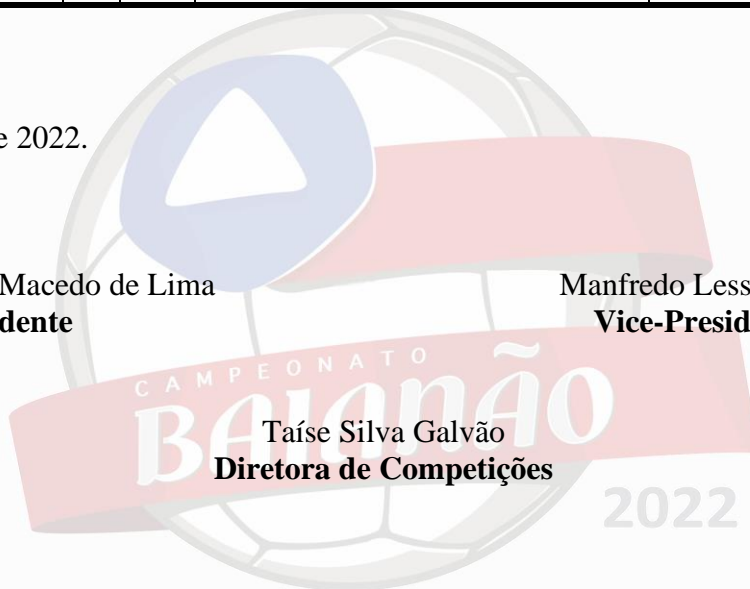 e 2022.
Macedo de Lima
Manfredo Less
dente
Vice-Presid
CAMPEONATO
BAIANÃO
Taíse Silva Galvão
Diretora de Competições
2022